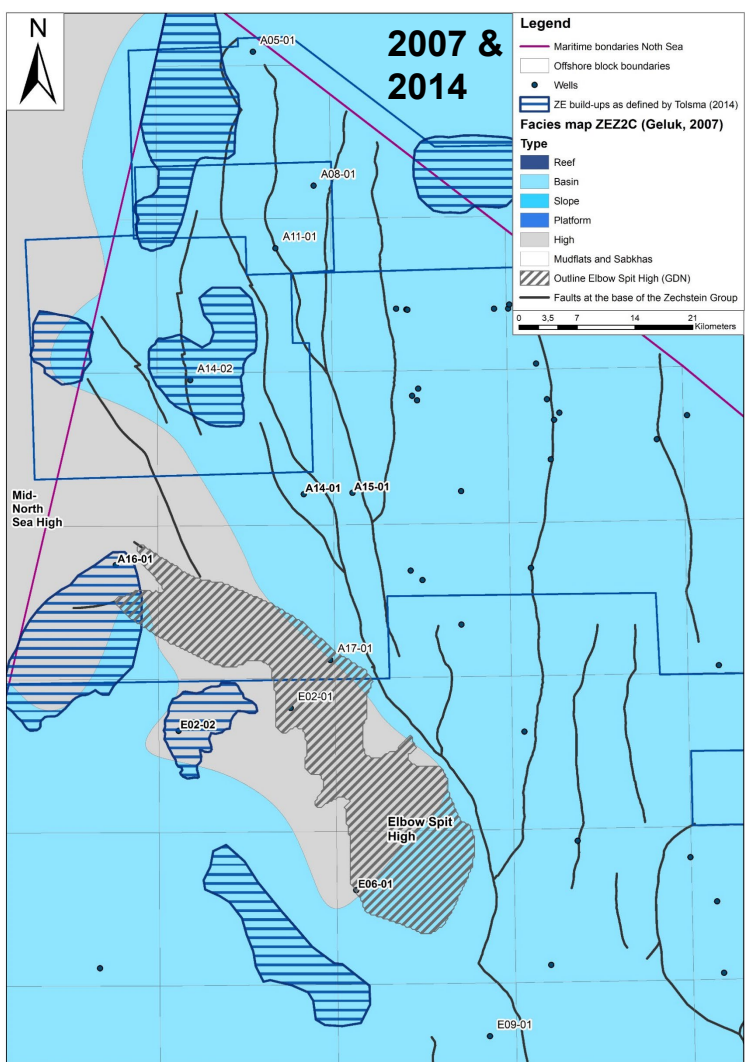 N
2007 &
2014
Legend
Maritime bondaries Noth Sea
Offshore block boundaries
Wells
ZE build-ups as defined by Tolsma (2014)
Facies map ZEZ2C (Geluk, 2007)
Type
Reef
Basin
Slope
Platform
High
Mudflats and Sabkhas
Outline Elbow Spit High (GDN)
Faults at the base of the Zechstein Group
0 3,5 7 14 21
Kilometers
A05-01
A08-01
A11-01
A14-02
A14-01
A15-01
Mid-
North
Sea High
A16-01
A17-01
E02-01
E02-02
Elbow Spit
High
E06-01
E09-01